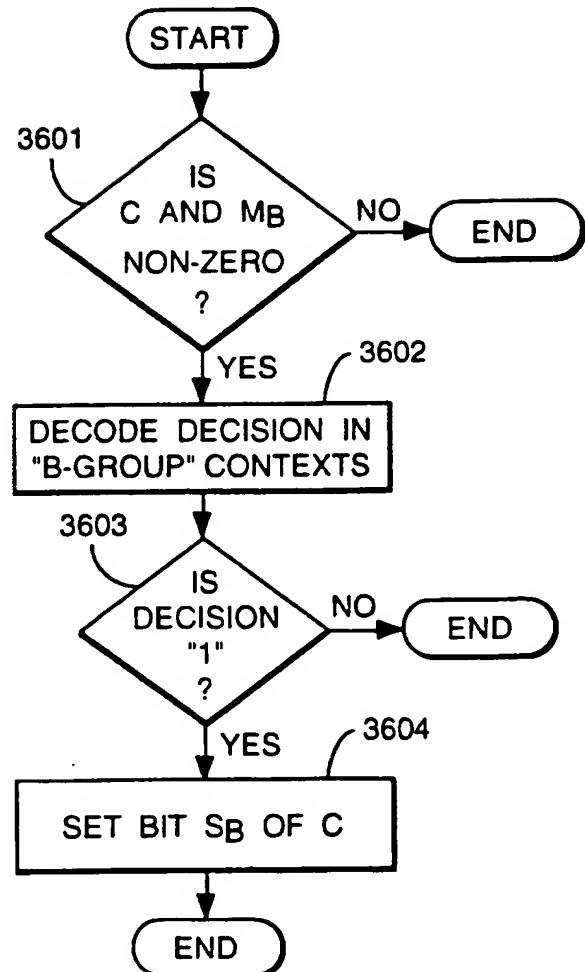 START
3601
IS
C AND MB
NON-ZERO
?
NO
END
YES
3602
DECODE DECISION IN
"B-GROUP" CONTEXTS
3603
IS
DECISION
"1"
?
NO
END
YES
3604
SET BIT SB OF C
END